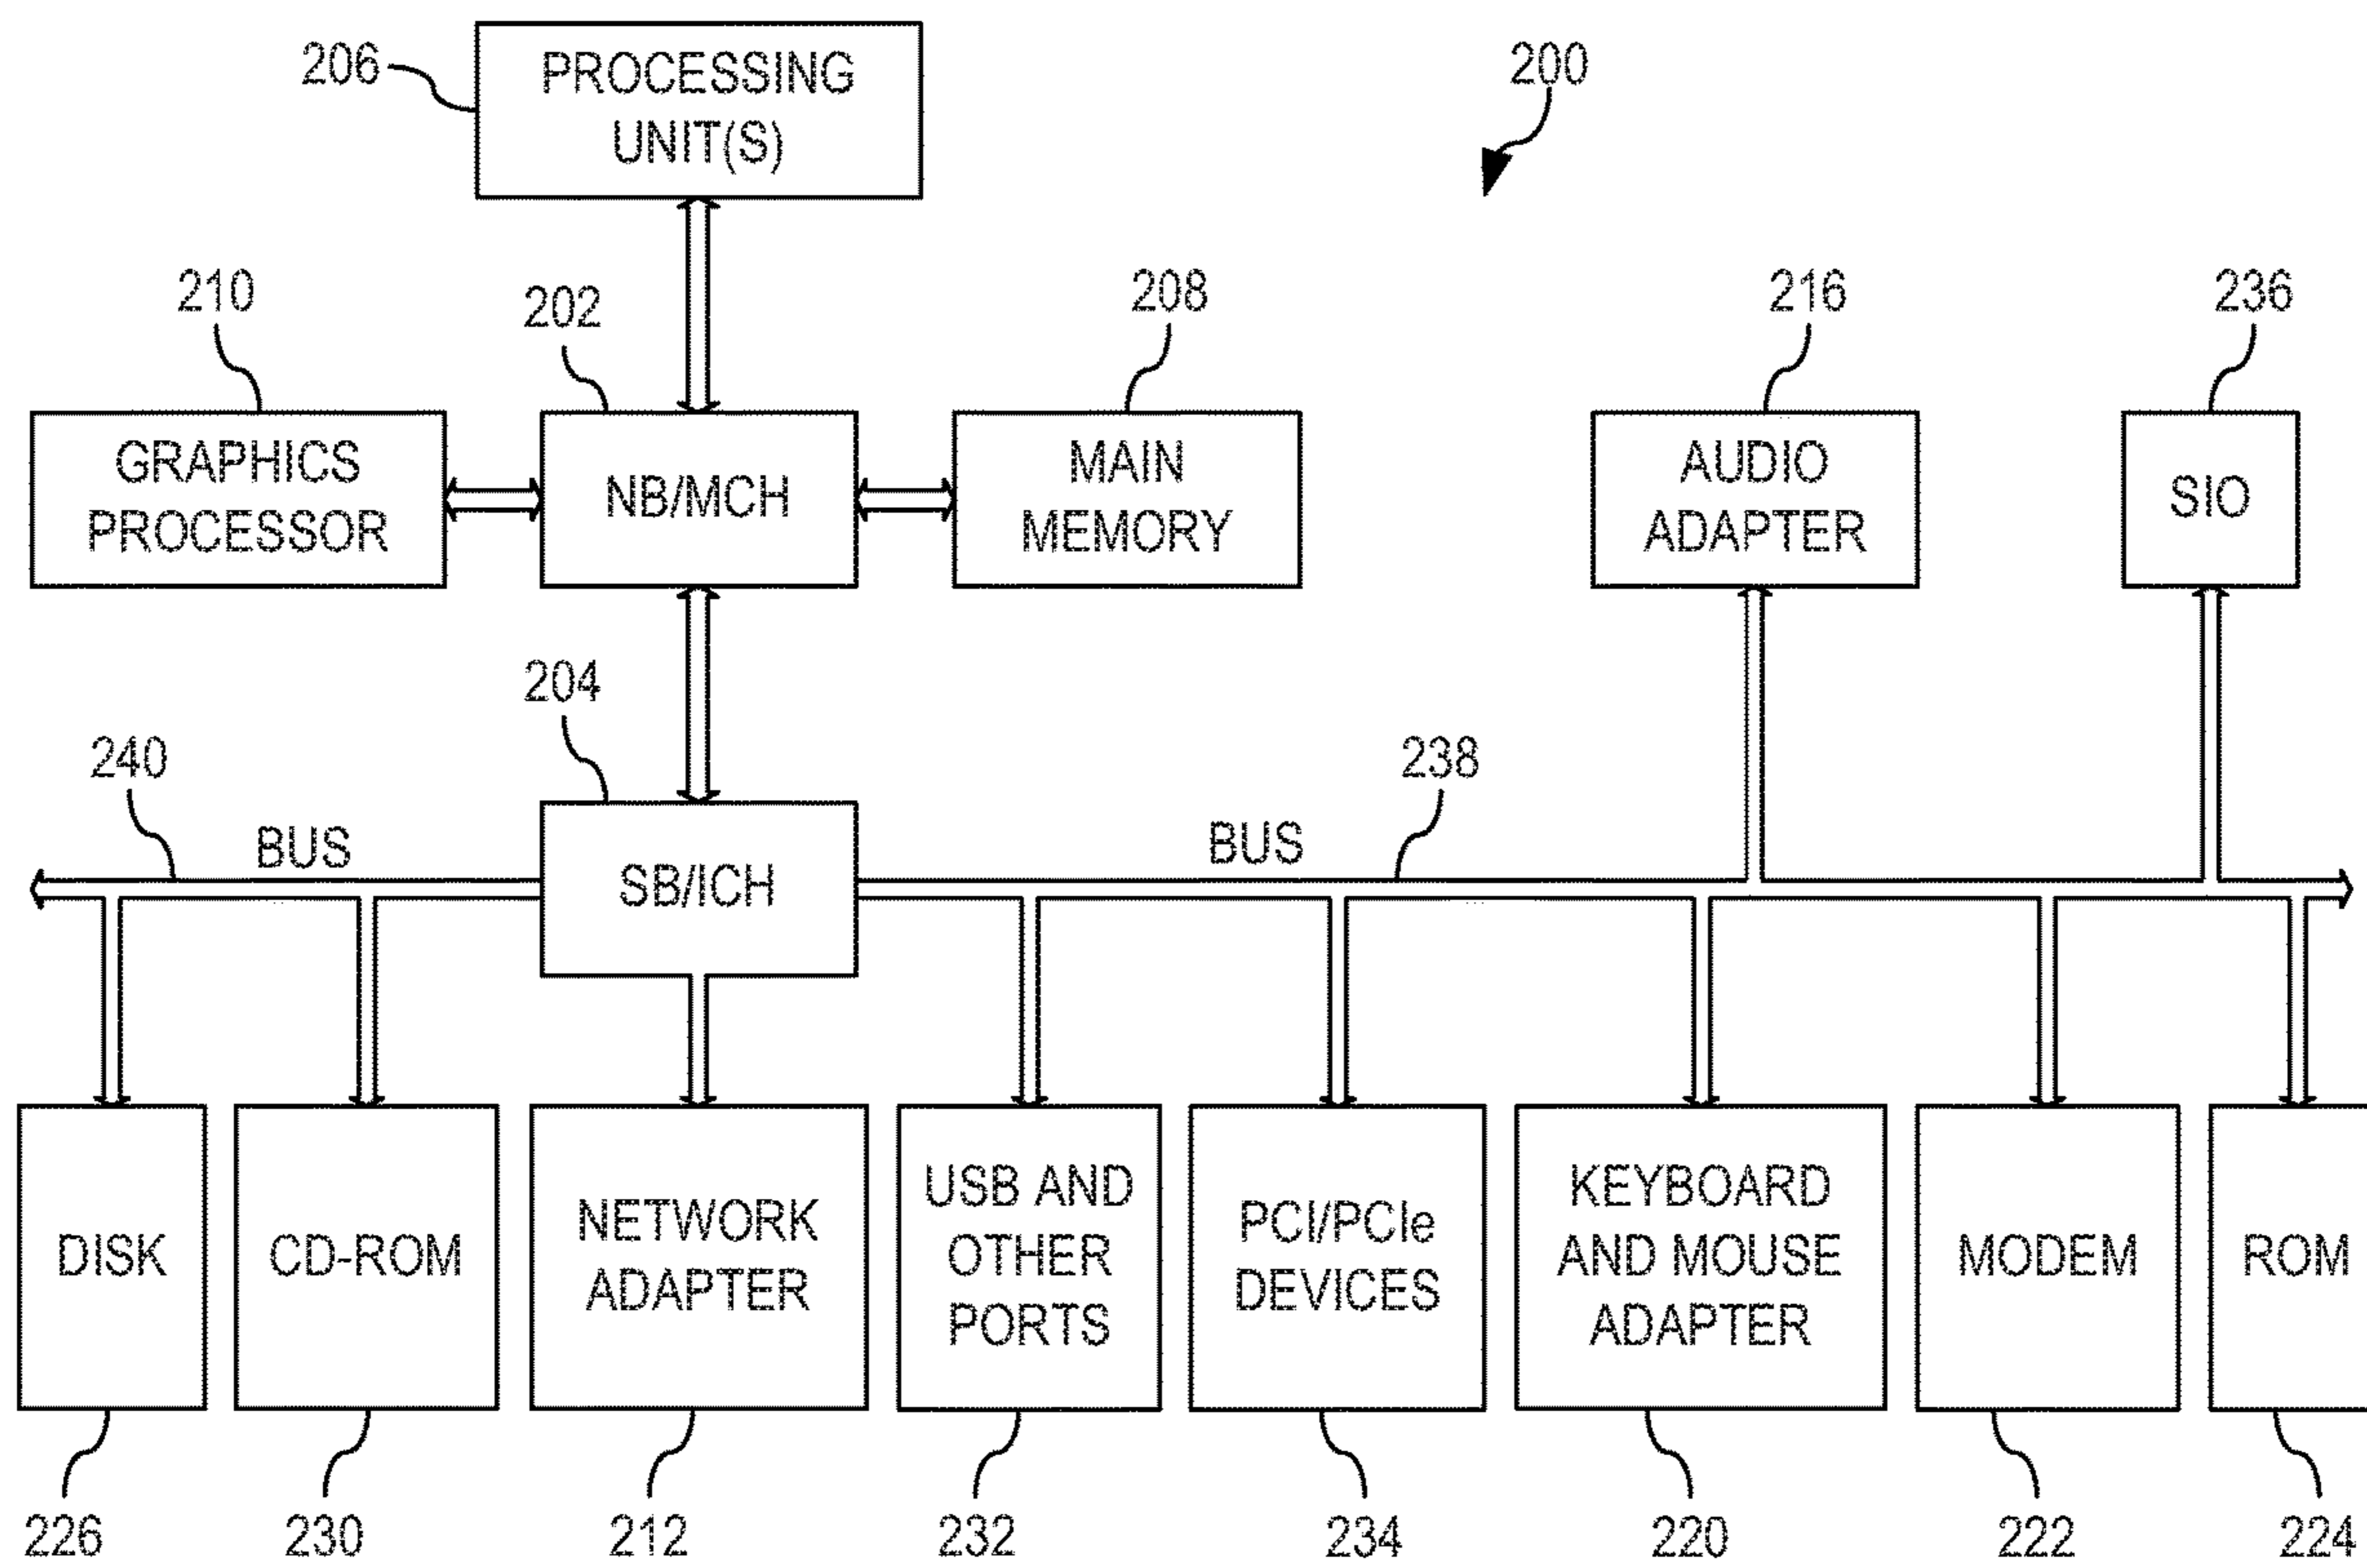 206
PROCESSING
UNIT(S)
200
210
202
208
216
236
GRAPHICS
PROCESSOR
NB/MCH
MAIN
MEMORY
AUDIO
ADAPTER
SIO
204
240
238
BUS
BUS
SB/ICH
DISK
CD-ROM
NETWORK
ADAPTER
USB AND
OTHER
PORTS
PCI/PCIe
DEVICES
KEYBOARD
AND MOUSE
ADAPTER
MODEM
ROM
226
230
212
232
234
220
222
224